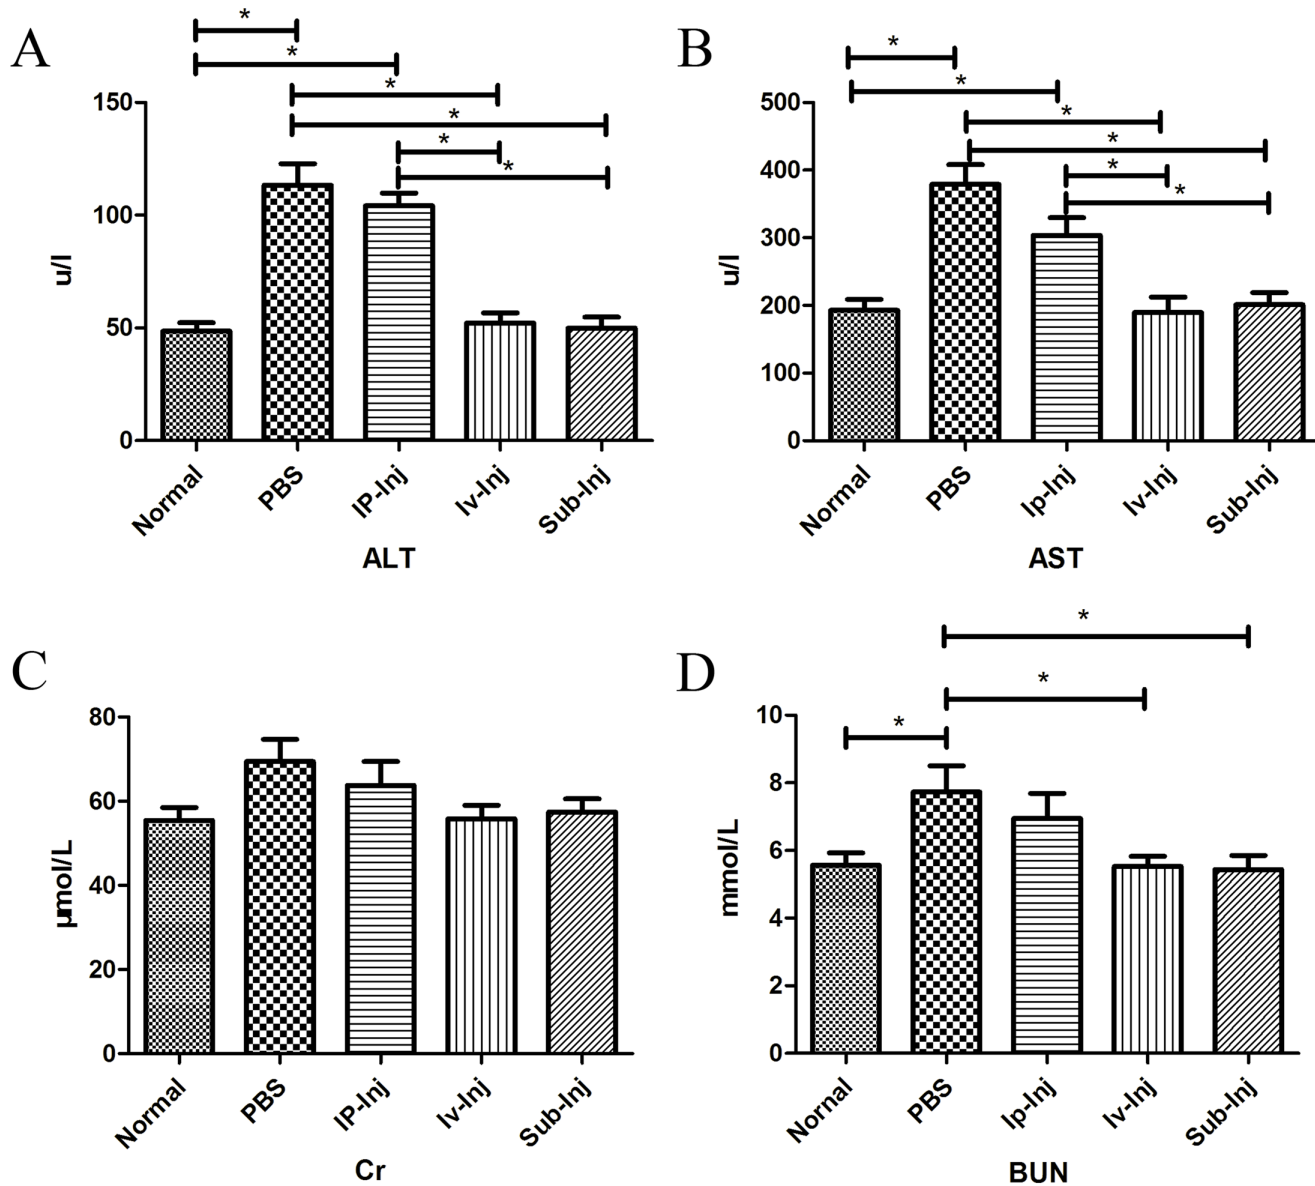 A
*
*
*
*
*
*
150
100
50
0
u/l
Normal
PBS
IP-Inj
Iv-Inj
Sub-Inj
ALT
B
*
*
*
*
*
*
500
400
300
200
100
0
u/l
Normal
PBS
Ip-Inj
Iv-Inj
Sub-Inj
AST
C
80
60
40
20
0
µmol/L
Normal
PBS
IP-Inj
Iv-Inj
Sub-Inj
Cr
D
*
*
*
10
8
6
4
2
0
mmol/L
Nornal
PBS
Ip-Inj
Iv-Inj
Sub-Inj
BUN